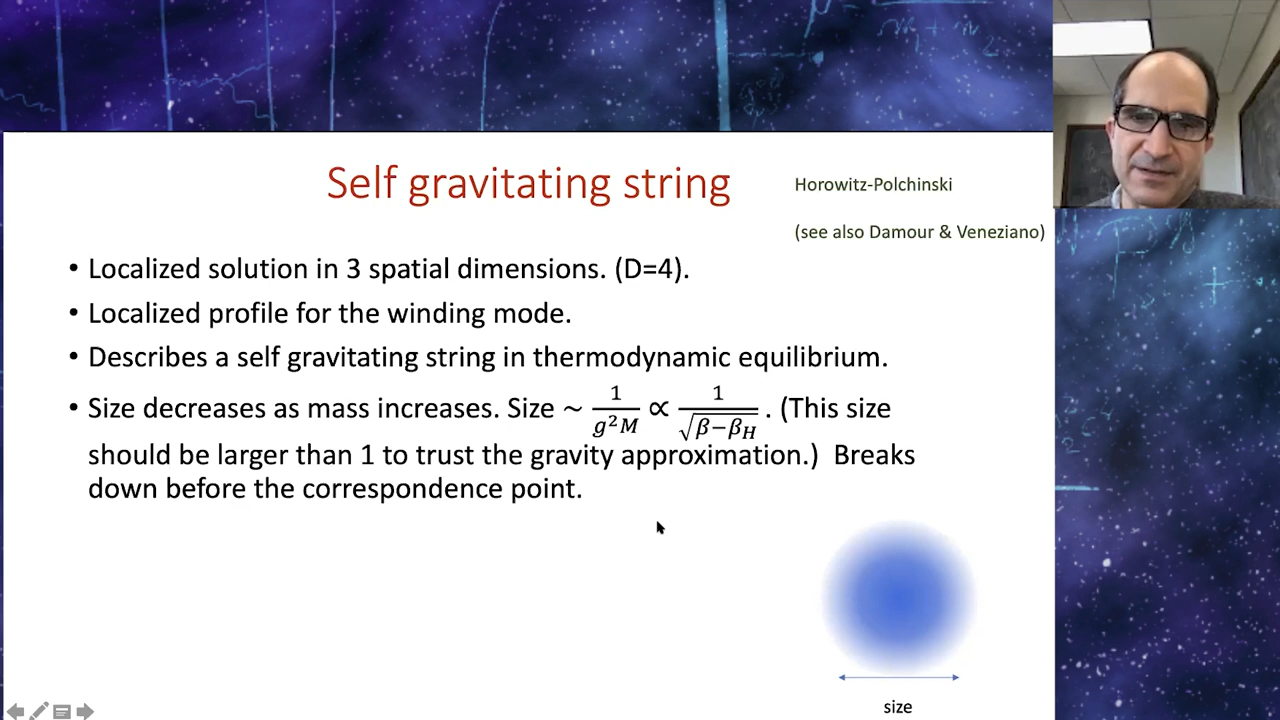 Self gravitating string
Horowitz-Polchinski
(see also Damour & Veneziano)
• Localized solution in 3 spatial dimensions. (D=4).
• Localized profile for the winding mode.
• Describes a self gravitating string in thermodynamic equilibrium.
• Size decreases as mass increases. Size ~ 1/(g²M) ∝ 1/√(β−β_H) . (This size
should be larger than 1 to trust the gravity approximation.) Breaks
down before the correspondence point.
size